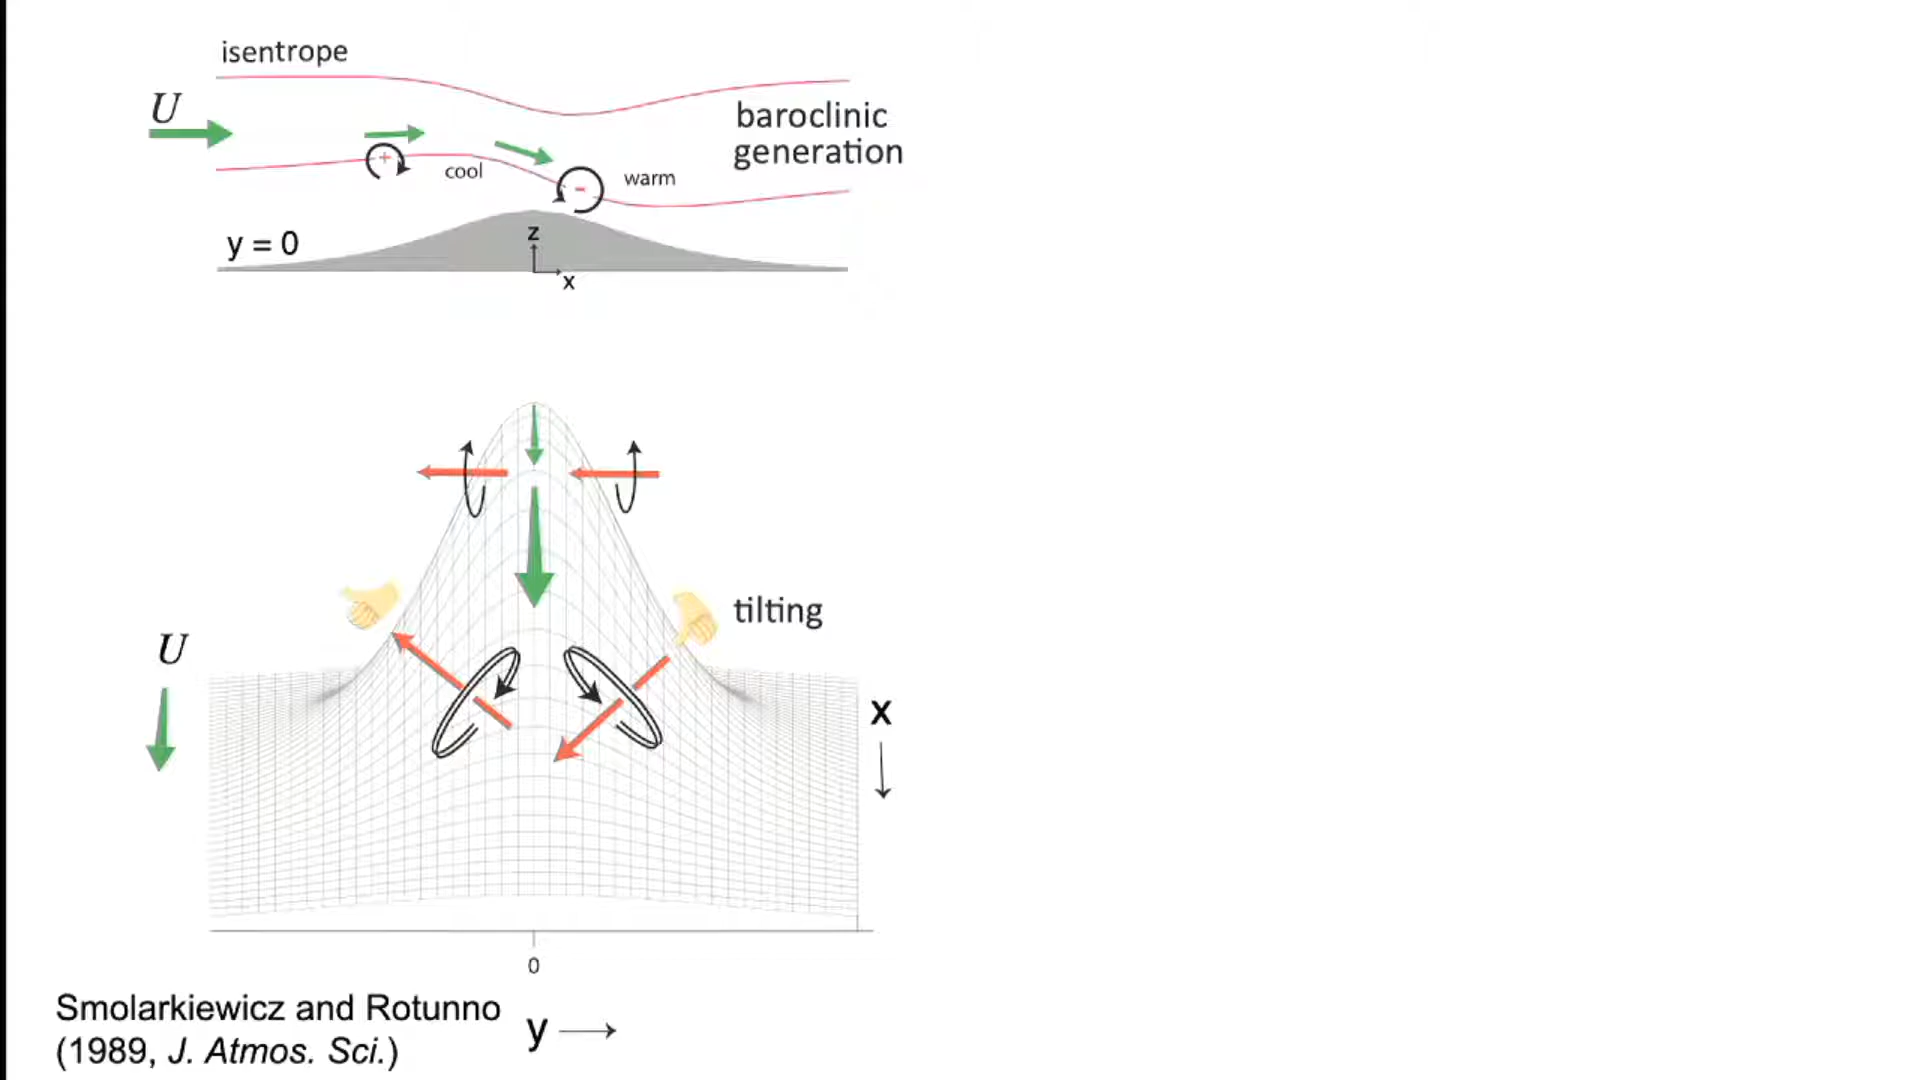 isentrope
U
baroclinic
generation
+
cool
-
warm
y = 0
z
x
tilting
U
x
0
Smolarkiewicz and Rotunno
(1989, J. Atmos. Sci.)
y